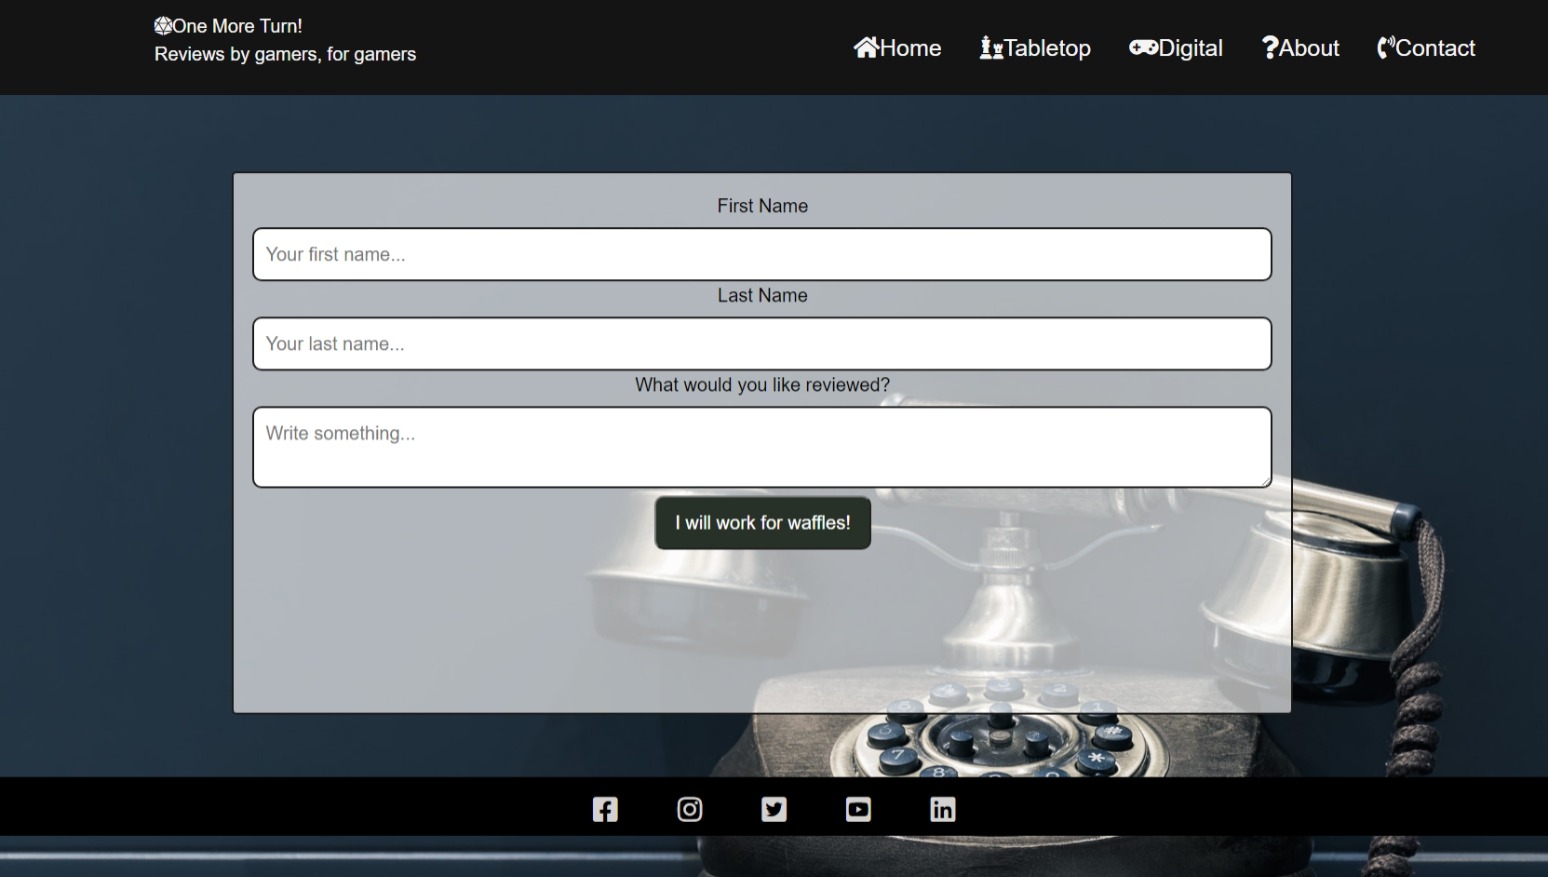 One More Turn!
Reviews by gamers, for gamers
Home Tabletop Digital About Contact
First Name
Your first name...
Last Name
Your last name...
What would you like reviewed?
Write something...
I will work for waffles!